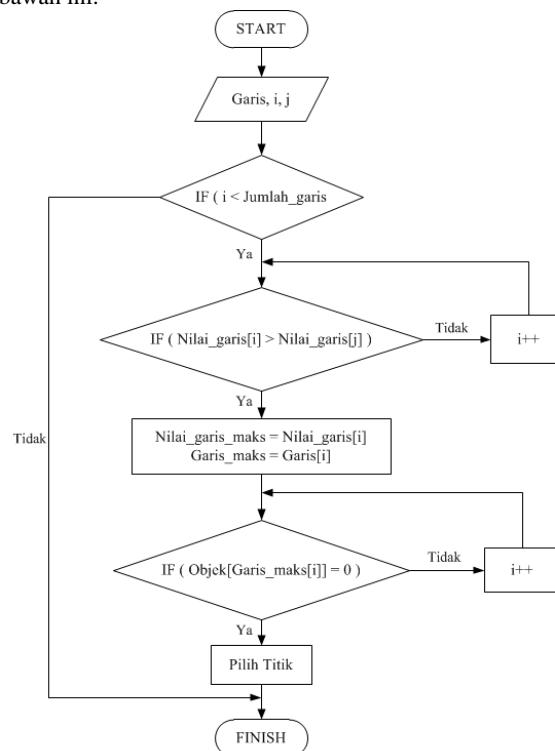 bawah ini:
START
Garis, i, j
IF ( i < Jumlah_garis
Ya
IF ( Nilai_garis[i] > Nilai_garis[j] )
Tidak
i++
Ya
Nilai_garis_maks = Nilai_garis[i]
Garis_maks = Garis[i]
Tidak
IF ( Objek[Garis_maks[i]] = 0 )
Tidak
i++
Ya
Pilih Titik
FINISH